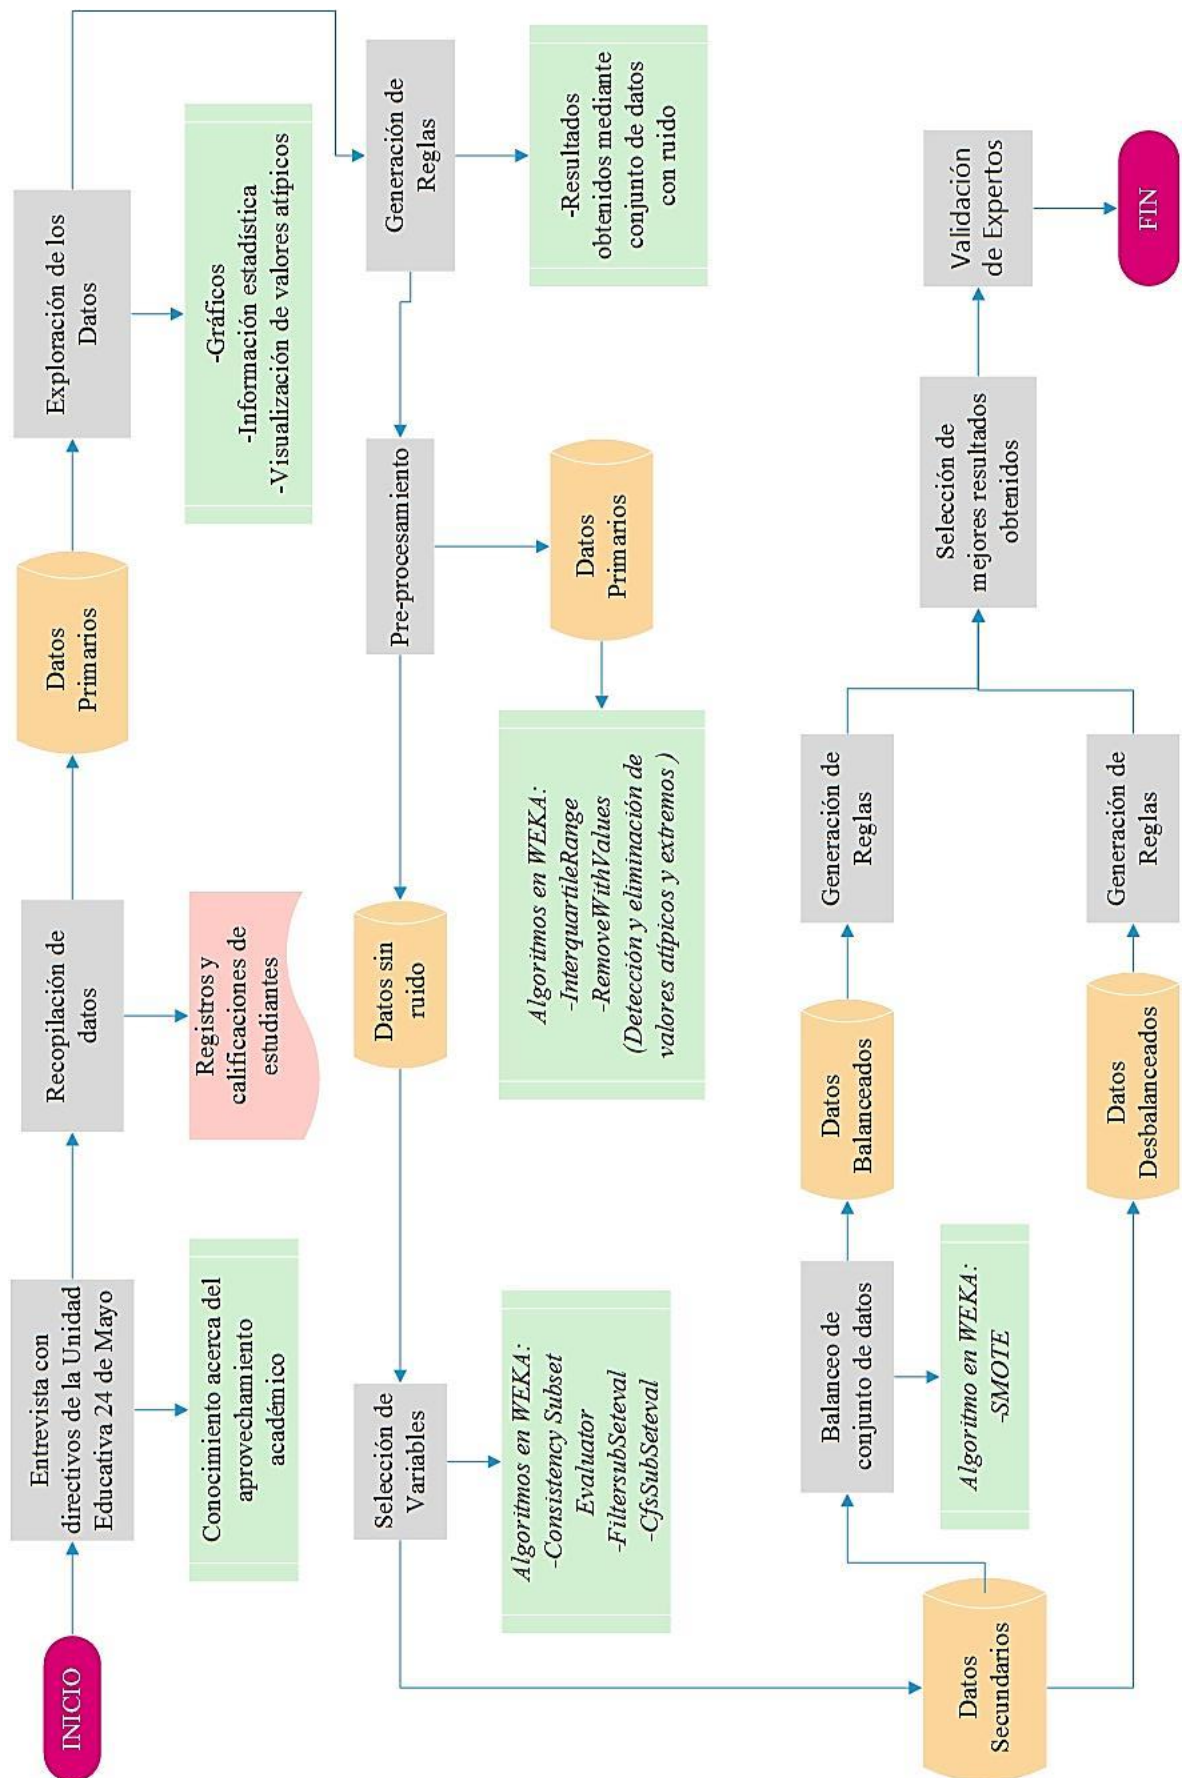 INICIO
Entrevista con
directivos de la Unidad
Educativa 24 de Mayo
Conocimiento acerca del
aprovechamiento
académico
Recopilación de
datos
Registros y
calificaciones de
estudiantes
Datos
Primarios
Exploración de los
Datos
-Gráficos
-Información estadística
-Visualización de valores atípicos
Generación de
Reglas
-Resultados
obtenidos mediante
conjunto de datos
con ruido
Pre-procesamiento
Datos
Primarios
Algoritmos en WEKA:
-InterquartileRange
-RemoveWithValues
(Detección y eliminación de
valores atípicos y extremos )
Datos sin
ruido
Selección de
Variables
Algoritmos en WEKA:
-Consistency Subset
Evaluator
-FiltersubSeteval
-CfsSubSeteval
Datos
Secundarios
Balanceo de
conjunto de datos
Algoritmo en WEKA:
-SMOTE
Datos
Balanceados
Generación de
Reglas
Datos
Desbalanceados
Generación de
Reglas
Selección de
mejores resultados
obtenidos
Validación
de Expertos
FIN